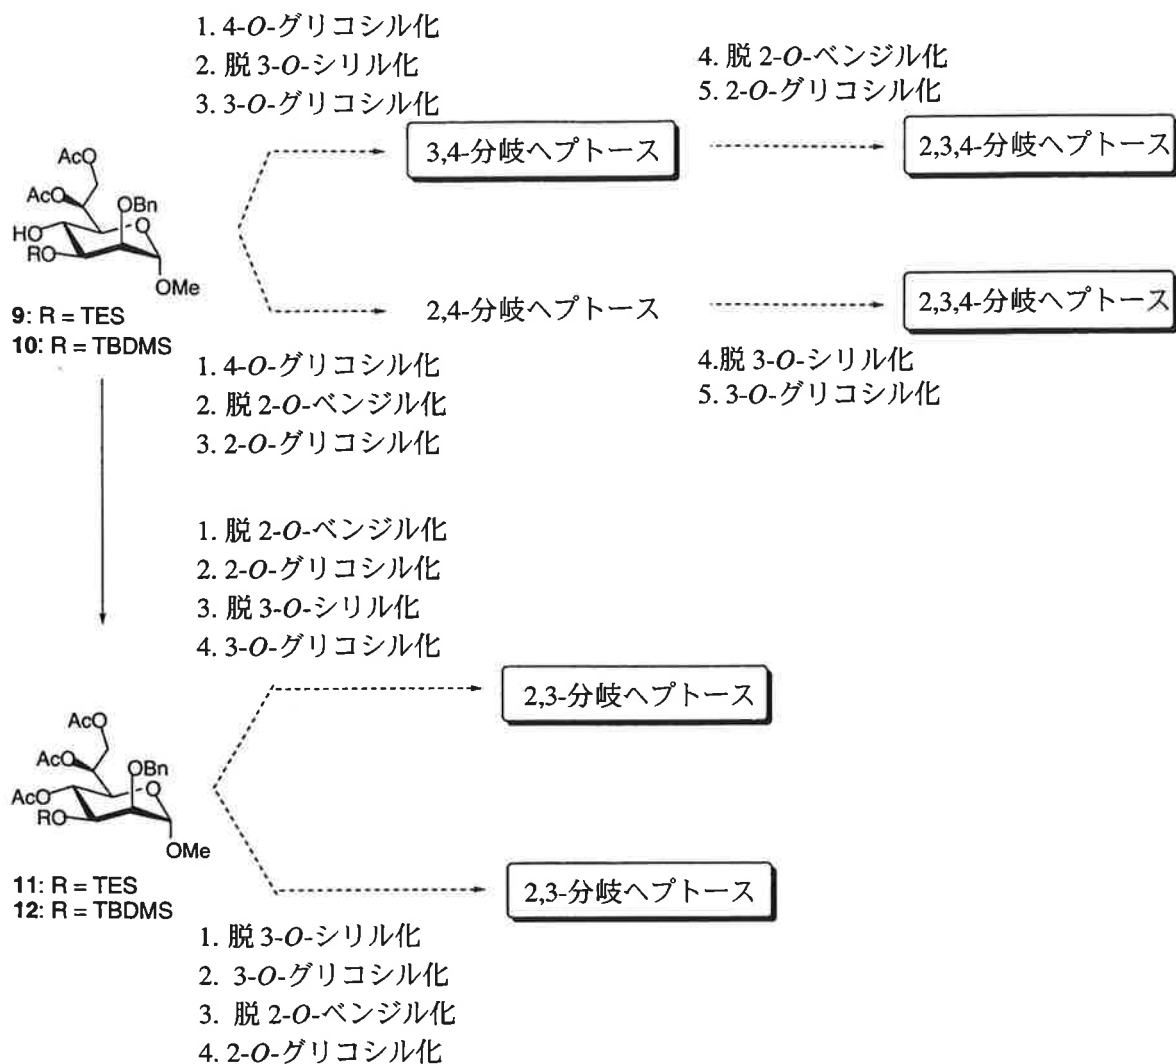 1. 4-O-グリコシル化
2. 脱 3-O-シリル化
3. 3-O-グリコシル化
4. 脱 2-O-ベンジル化
5. 2-O-グリコシル化
3,4-分岐ヘプトース
2,3,4-分岐ヘプトース
AcO
AcO
OBn
HO
O
RO
OMe
9: R = TES
10: R = TBDMS
2,4-分岐ヘプトース
2,3,4-分岐ヘプトース
1. 4-O-グリコシル化
2. 脱 2-O-ベンジル化
3. 2-O-グリコシル化
4.脱 3-O-シリル化
5. 3-O-グリコシル化
1. 脱 2-O-ベンジル化
2. 2-O-グリコシル化
3. 脱 3-O-シリル化
4. 3-O-グリコシル化
2,3-分岐ヘプトース
AcO
AcO
OBn
AcO
O
RO
OMe
11: R = TES
12: R = TBDMS
2,3-分岐ヘプトース
1. 脱 3-O-シリル化
2. 3-O-グリコシル化
3. 脱 2-O-ベンジル化
4. 2-O-グリコシル化